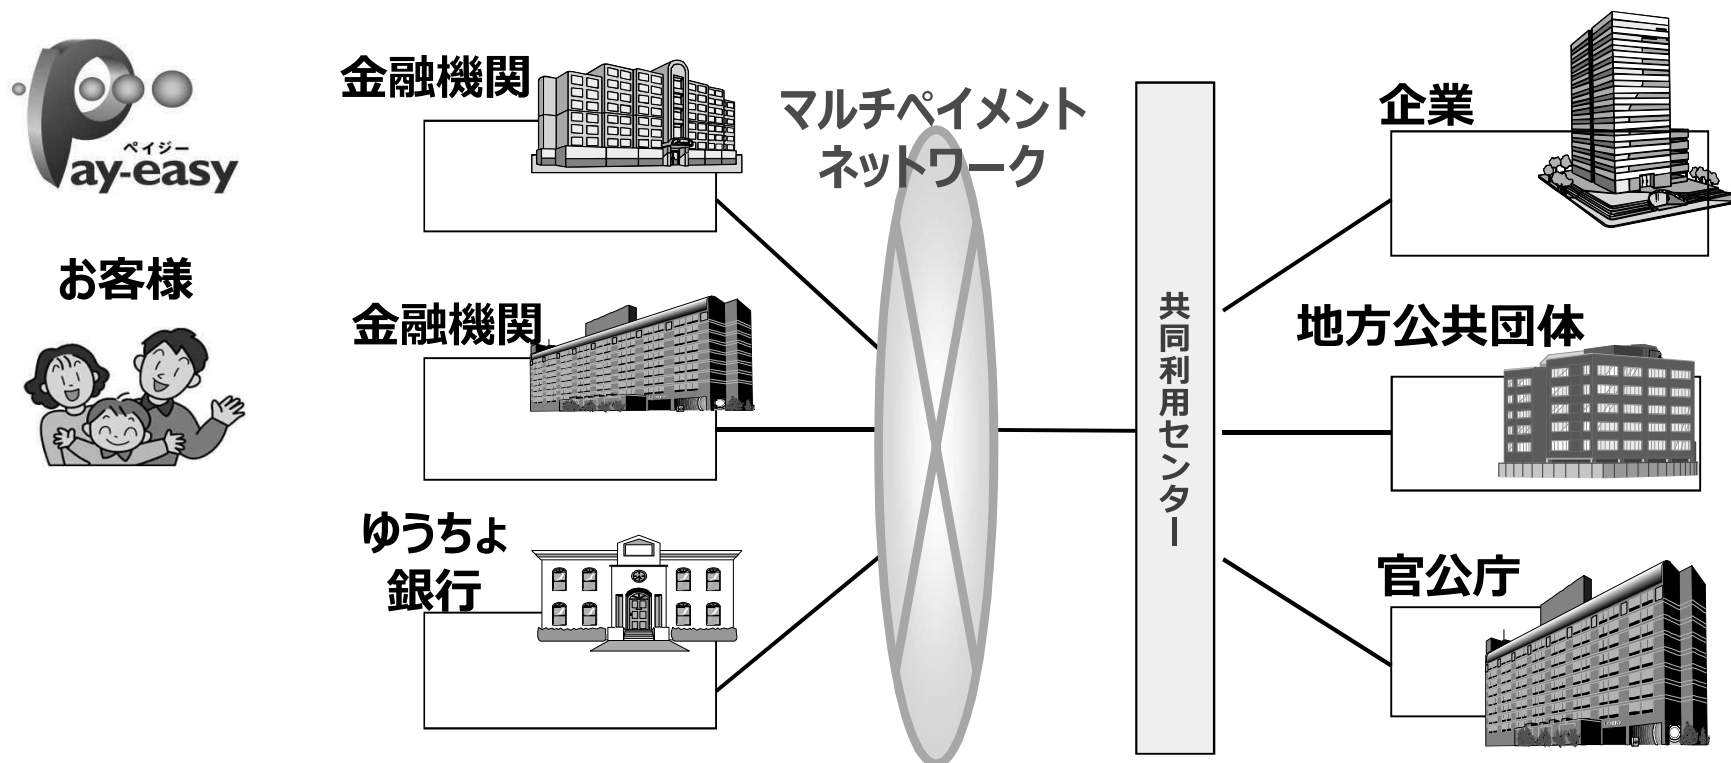 ペイジー
Pay-easy
お客様
金融機関
金融機関
ゆうちょ
銀行
マルチペイメント
ネットワーク
共同利用センター
企業
地方公共団体
官公庁